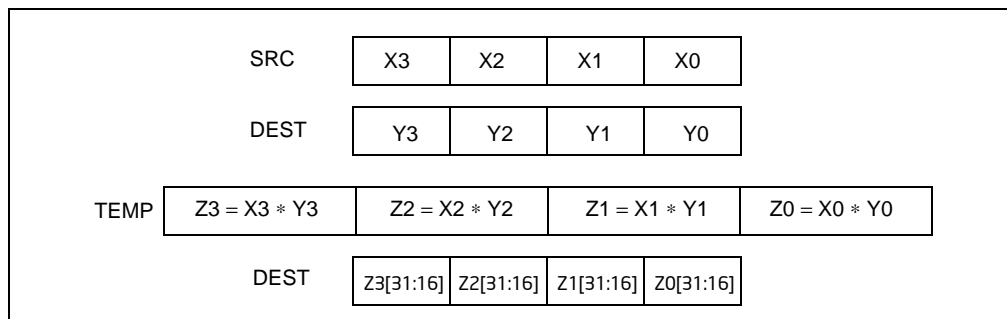 SRC X3 X2 X1 X0
DEST Y3 Y2 Y1 Y0
TEMP Z3 = X3 * Y3 Z2 = X2 * Y2 Z1 = X1 * Y1 Z0 = X0 * Y0
DEST Z3[31:16] Z2[31:16] Z1[31:16] Z0[31:16]